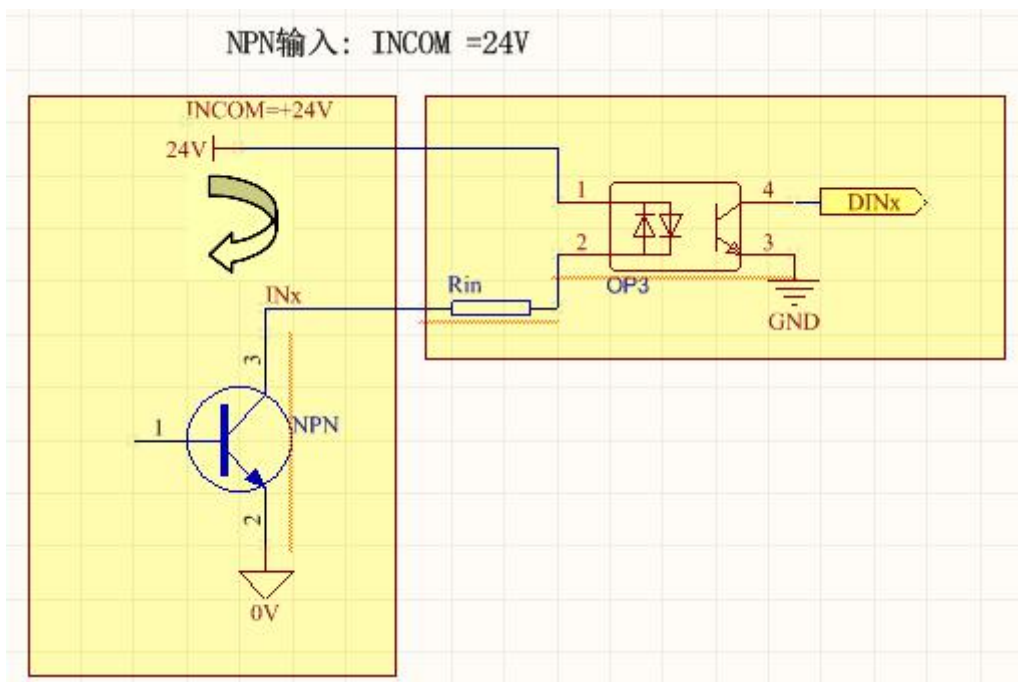 NPN输入: INCOM =24V
INCOM=+24V
24V
1
4
DINx
2
3
Rin
OP3
INx
GND
3
NPN
1
2
0V